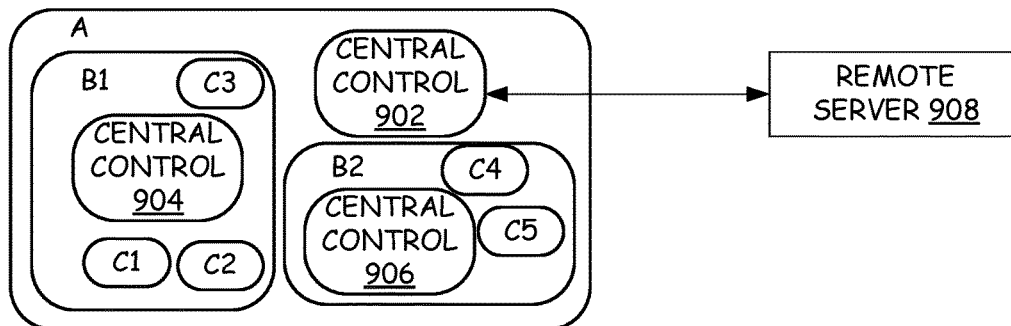 A
B1
C3
CENTRAL
CONTROL
904
C1
C2
CENTRAL
CONTROL
902
B2
C4
CENTRAL
CONTROL
906
C5
REMOTE
SERVER 908